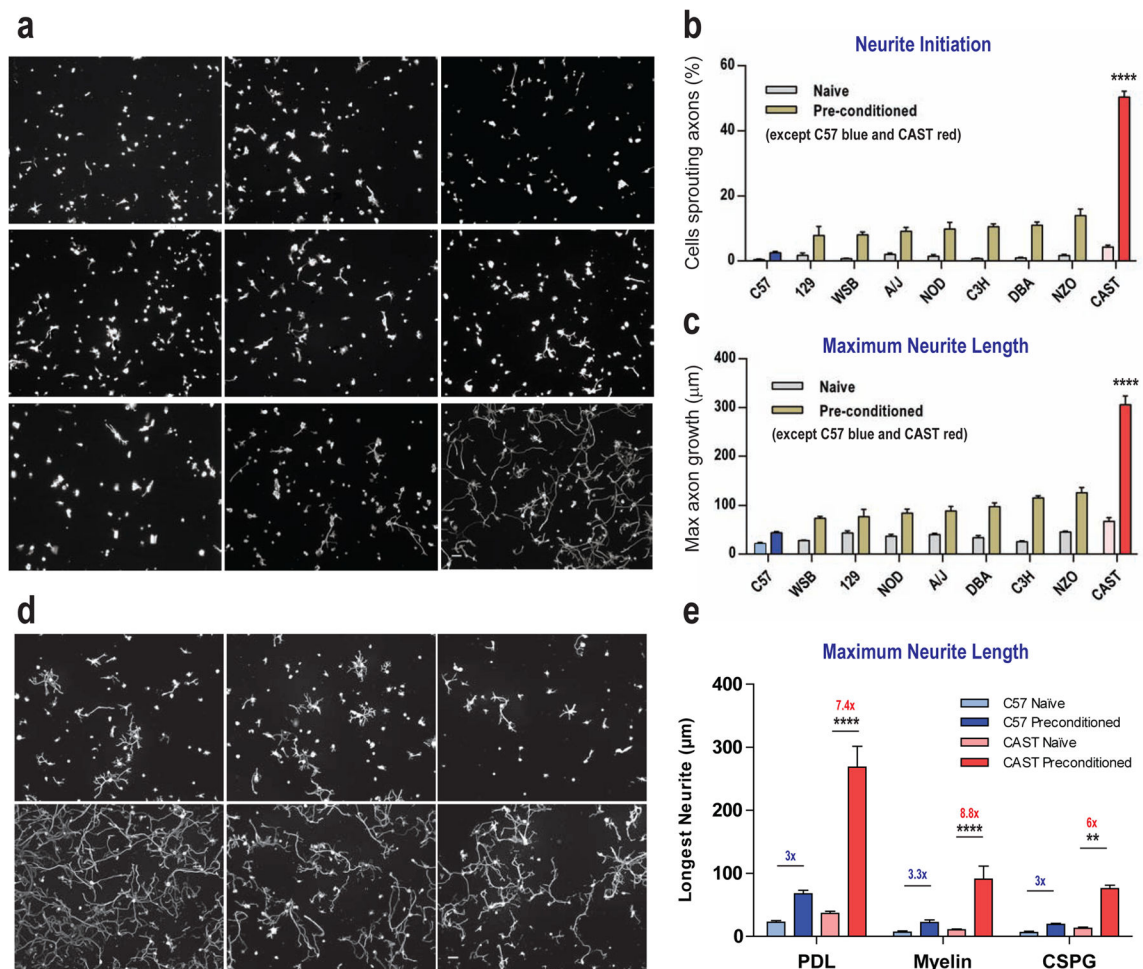 a
b
Neurite Initiation
Cells sprouting axons (%)
60
40
20
0
Naive
Pre-conditioned
(except C57 blue and CAST red)
****
C57
129
WSB
A/J
NOD
C3H
DBA
NZO
CAST
c
Maximum Neurite Length
Max axon growth (μm)
400
300
200
100
0
Naive
Pre-conditioned
(except C57 blue and CAST red)
****
C57
WSB
129
NOD
A/J
DBA
C3H
NZO
CAST
d
e
Maximum Neurite Length
Longest Neurite (μm)
400
300
200
100
0
C57 Naïve
C57 Preconditioned
CAST Naïve
CAST Preconditioned
3x
7.4x
****
3.3x
8.8x
****
3x
6x
**
PDL
Myelin
CSPG